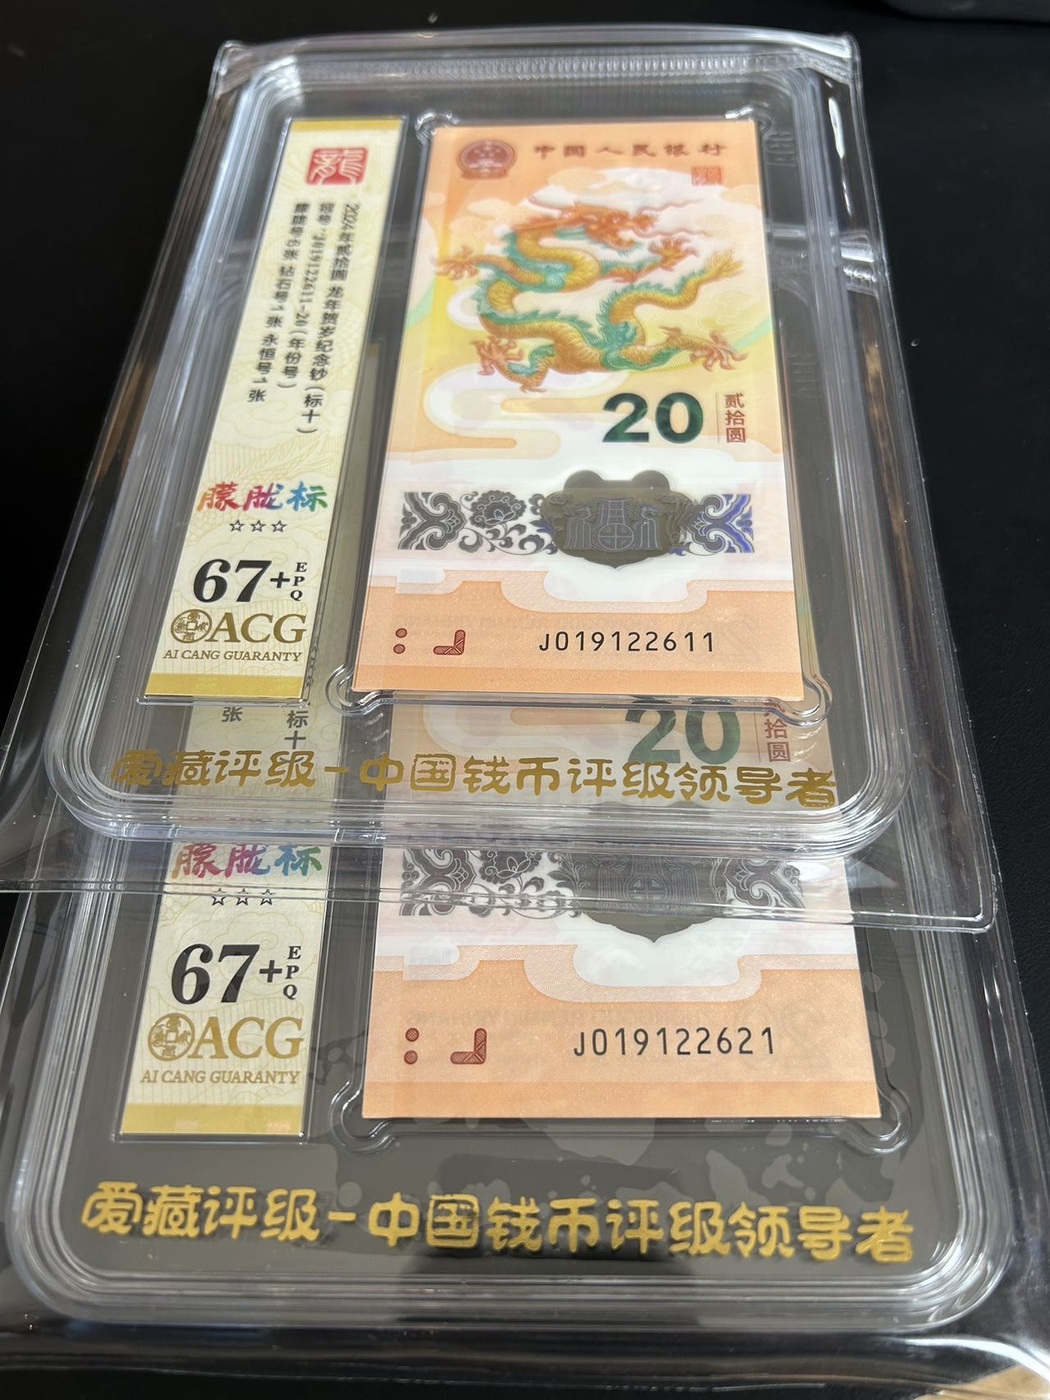 龍
2024年贰拾圆 龙年贺岁纪念钞（标十）
冠号:J019122611-20（年份号）
朦胧号:6张 钻石号:1张 永恒号1张
朦胧标
☆☆☆
67+
EPQ
ACG
AI CANG GUARANTY
中国人民银行
20
贰拾圆
J019122611
爱藏评级-中国钱币评级领导者
张
标十
20
拾圆
朦胧标
☆☆☆
67+
EPQ
ACG
AI CANG GUARANTY
J019122621
爱藏评级-中国钱币评级领导者